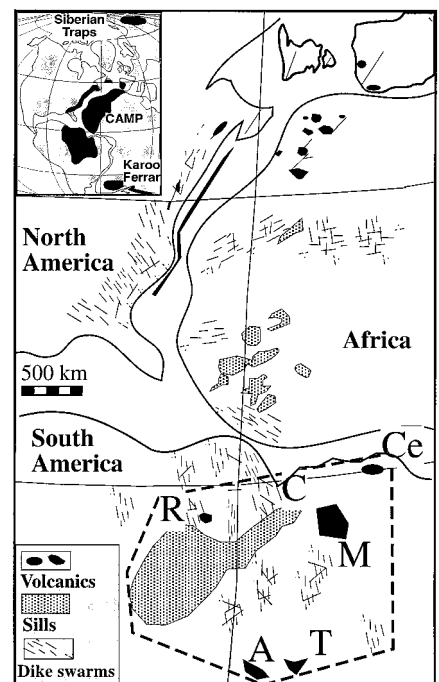 Siberian
Traps
CAMP
Karoo
Ferrar
North
America
Africa
500 km
South
America
Ce
C
R
M
Volcanics
Sills
Dike swarms
A
T